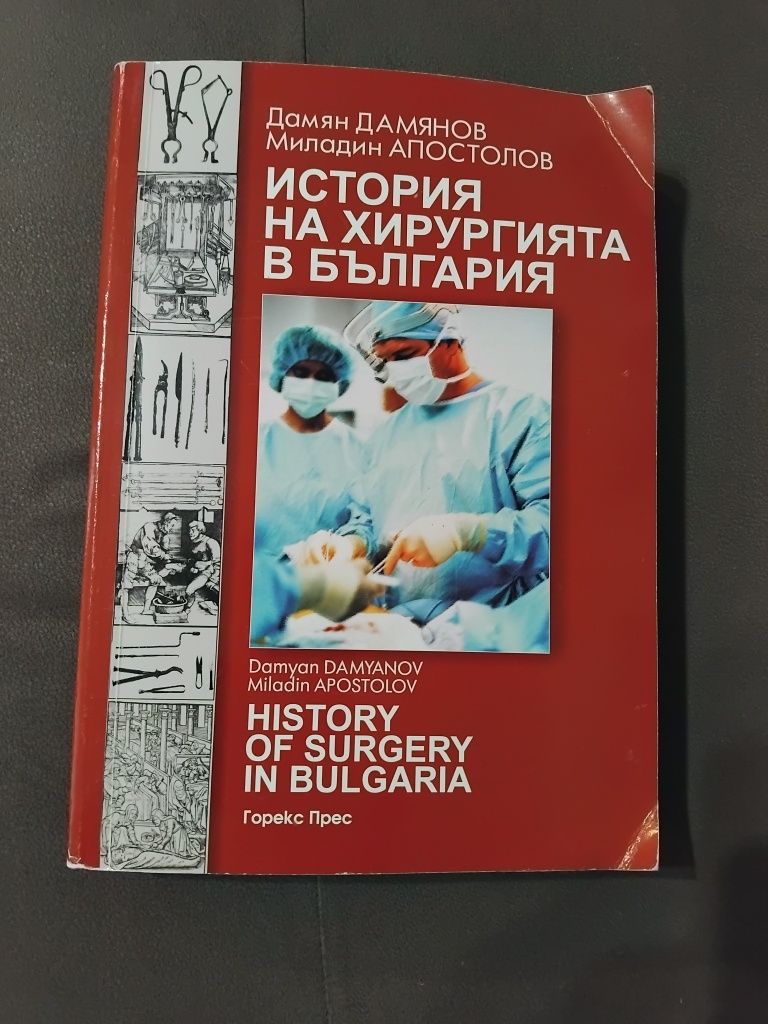 Дамян ДАМЯНОВ
Миладин АПОСТОЛОВ
ИСТОРИЯ
НА ХИРУРГИЯТА
В БЪЛГАРИЯ
Damyan DAMYANOV
Miladin APOSTOLOV
HISTORY
OF SURGERY
IN BULGARIA
Горекс Прес